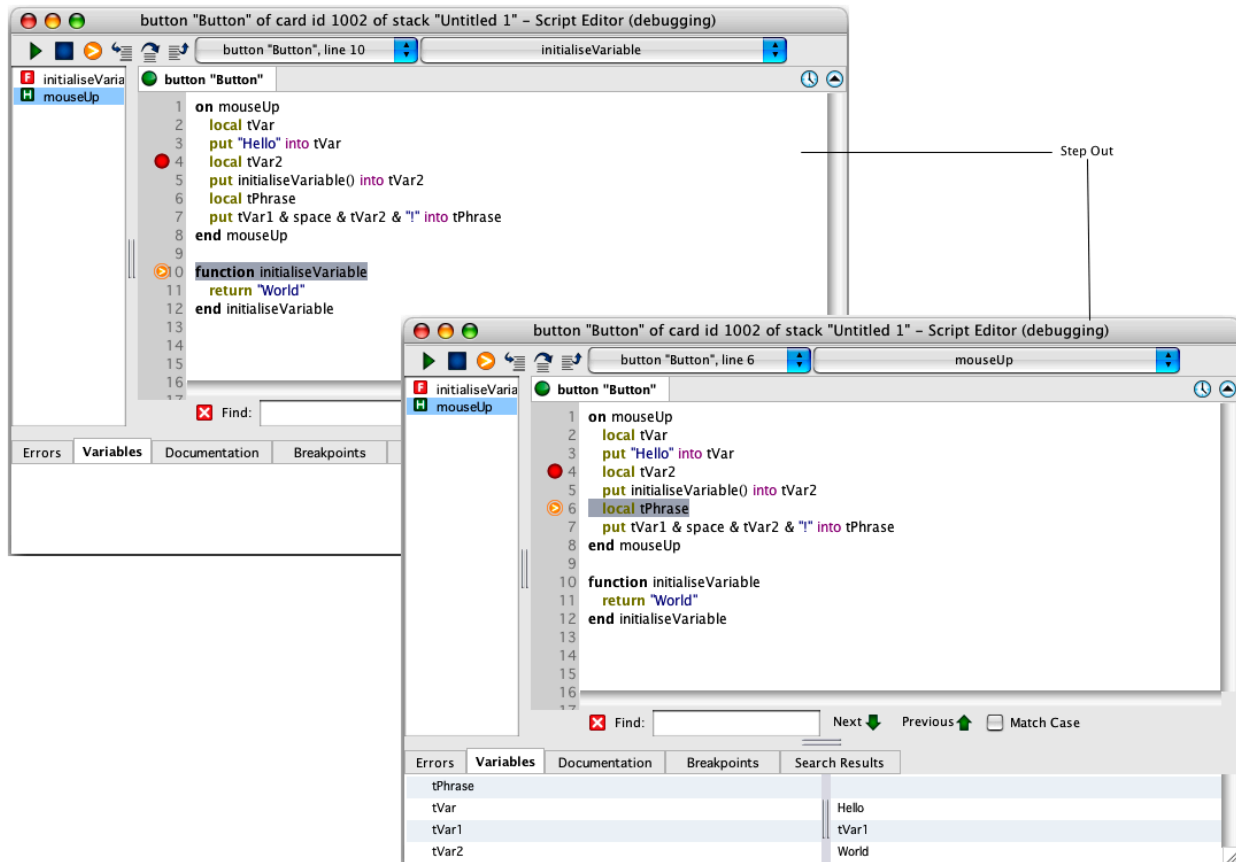 button "Button" of card id 1002 of stack "Untitled 1" – Script Editor (debugging)
button "Button", line 10
initialiseVariable
F initialiseVaria
H mouseUp
button "Button"
1 on mouseUp
2 local tVar
3 put "Hello" into tVar
4 local tVar2
5 put initialiseVariable() into tVar2
6 local tPhrase
7 put tVar1 & space & tVar2 & "!" into tPhrase
8 end mouseUp
9
10 function initialiseVariable
11 return "World"
12 end initialiseVariable
13
14
15
16
17
Find:
Errors Variables Documentation Breakpoints
Step Out
button "Button" of card id 1002 of stack "Untitled 1" – Script Editor (debugging)
button "Button", line 6
mouseUp
F initialiseVaria
H mouseUp
button "Button"
1 on mouseUp
2 local tVar
3 put "Hello" into tVar
4 local tVar2
5 put initialiseVariable() into tVar2
6 local tPhrase
7 put tVar1 & space & tVar2 & "!" into tPhrase
8 end mouseUp
9
10 function initialiseVariable
11 return "World"
12 end initialiseVariable
13
14
15
16
17
Find: Next Previous Match Case
Errors Variables Documentation Breakpoints Search Results
tPhrase
tVar Hello
tVar1 tVar1
tVar2 World